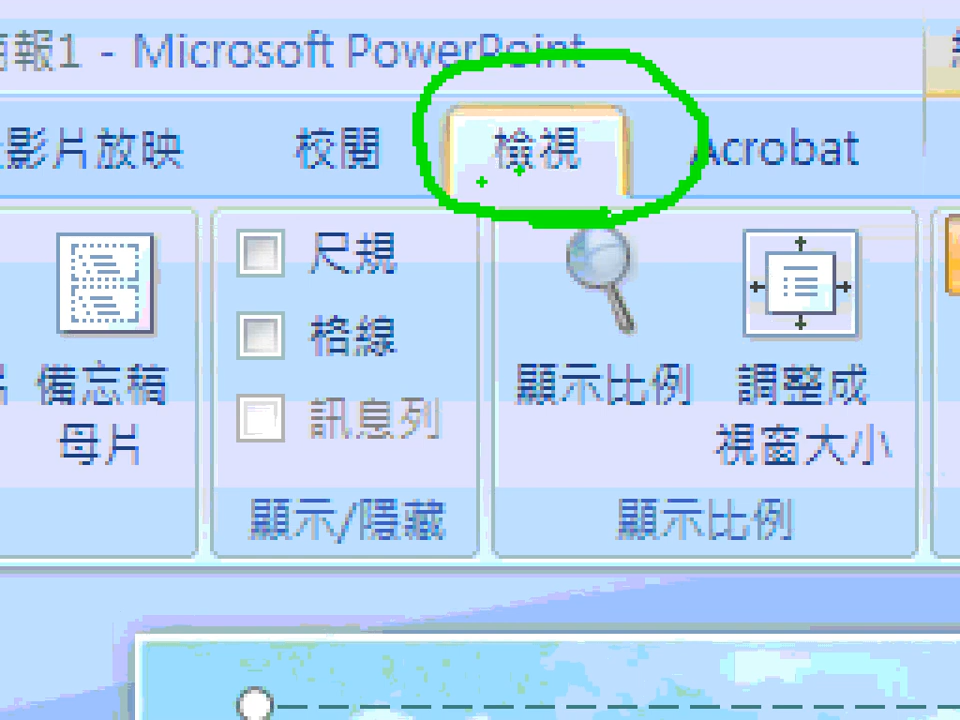 報1 - Microsoft PowerPoint
影片放映 校閱 檢視 Acrobat
尺規
格線
訊息列
備忘稿
母片
顯示比例
調整成
視窗大小
顯示/隱藏
顯示比例